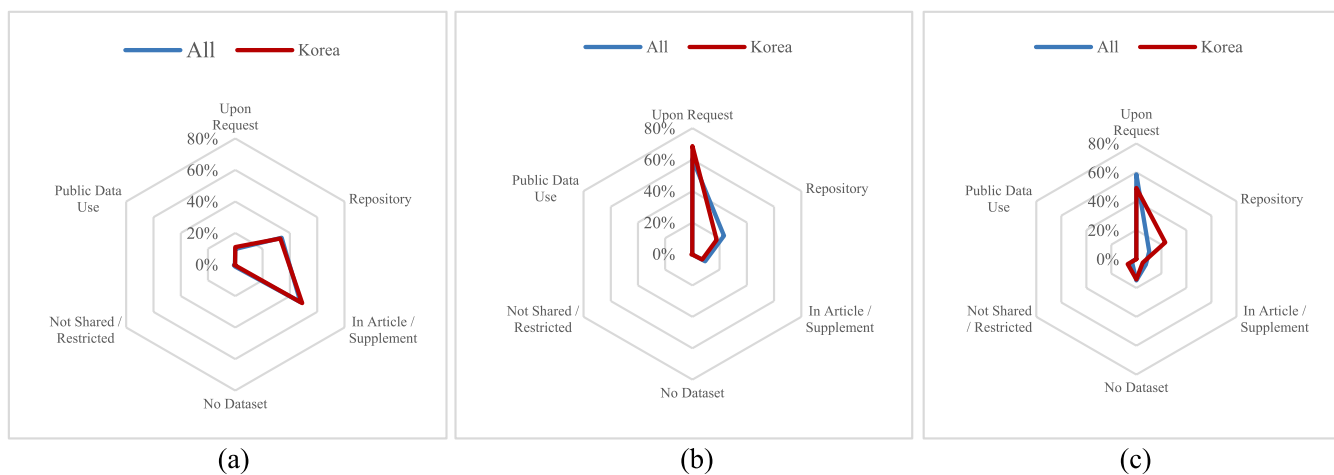 All Korea
Upon
Request
80%
60%
40%
20%
0%
Public Data
Use
Repository
Not Shared /
Restricted
In Article /
Supplement
No Dataset
(a)
All Korea
Upon Request
80%
60%
40%
20%
0%
Public Data
Use
Repository
Not Shared /
Restricted
In Article /
Supplement
No Dataset
(b)
All Korea
Upon
Request
80%
60%
40%
20%
0%
Public Data
Use
Repository
Not Shared
/ Restricted
In Article /
Supplement
No Dataset
(c)